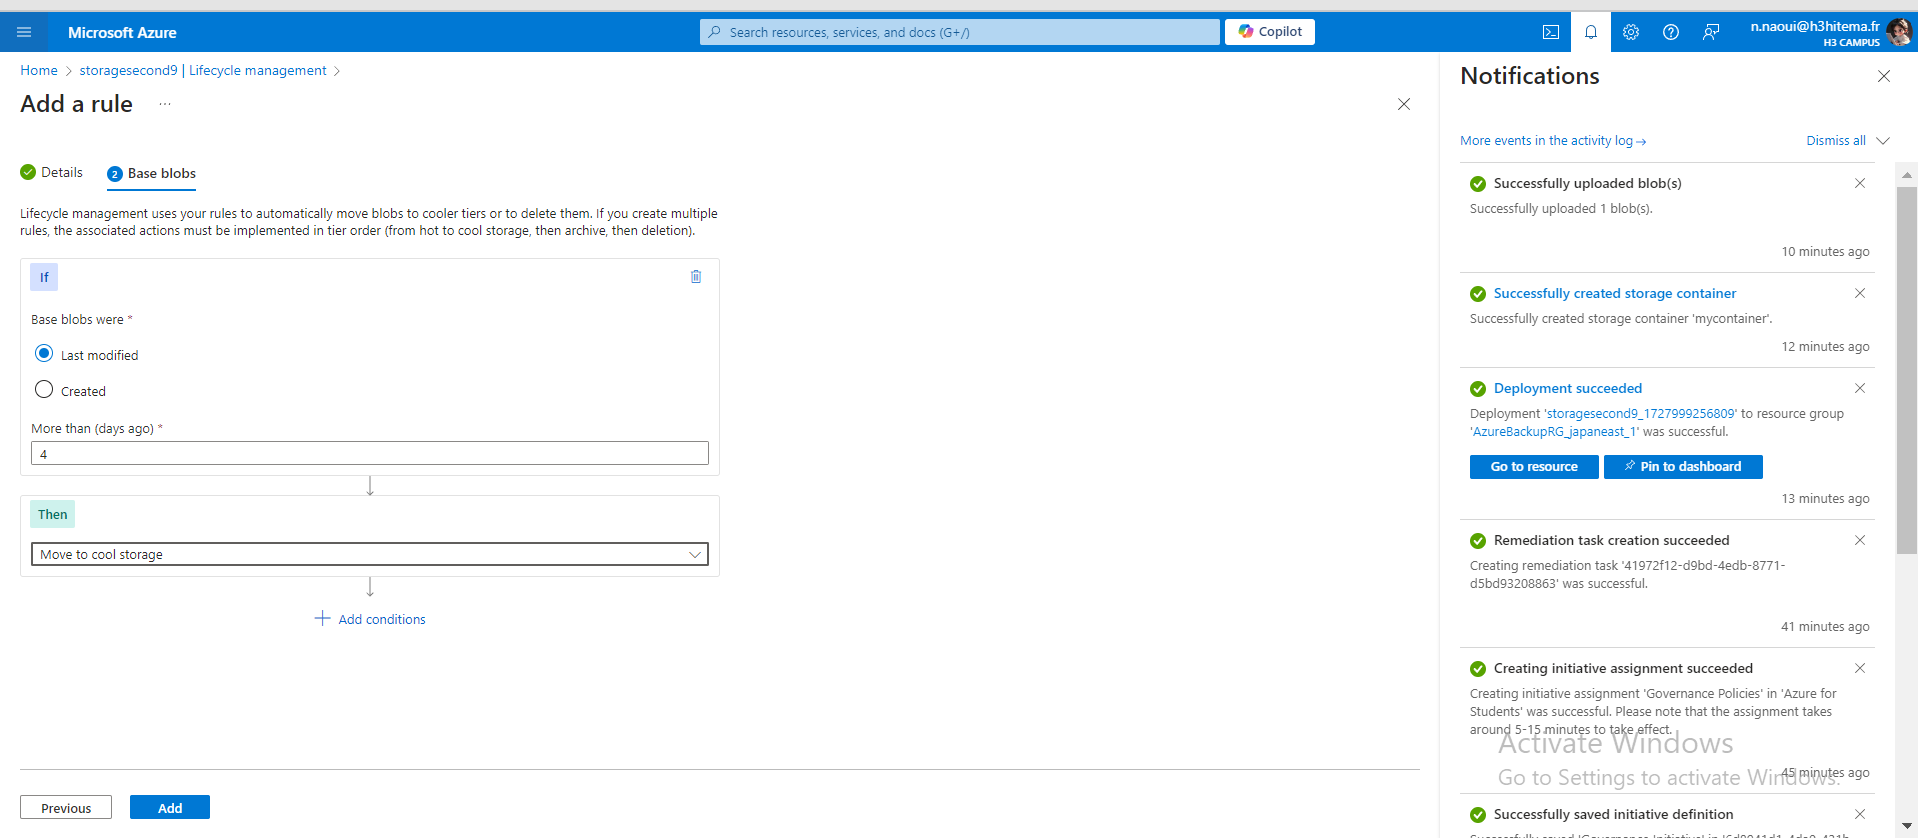 Microsoft Azure
Search resources, services, and docs (G+/)
Copilot
n.naoui@h3hitema.fr
H3 CAMPUS
Home > storagesecond9 | Lifecycle management >
Add a rule ...
Details
2 Base blobs
Lifecycle management uses your rules to automatically move blobs to cooler tiers or to delete them. If you create multiple
rules, the associated actions must be implemented in tier order (from hot to cool storage, then archive, then deletion).
If
Base blobs were *
Last modified
Created
More than (days ago) *
4
Then
Move to cool storage
+ Add conditions
Previous
Add
Notifications
More events in the activity log →
Dismiss all
Successfully uploaded blob(s)
Successfully uploaded 1 blob(s).
10 minutes ago
Successfully created storage container
Successfully created storage container 'mycontainer'.
12 minutes ago
Deployment succeeded
Deployment 'storagesecond9_1727999256809' to resource group
'AzureBackupRG_japaneast_1' was successful.
Go to resource
Pin to dashboard
13 minutes ago
Remediation task creation succeeded
Creating remediation task '41972f12-d9bd-4edb-8771-
d5bd93208863' was successful.
41 minutes ago
Creating initiative assignment succeeded
Creating initiative assignment 'Governance Policies' in 'Azure for
Students' was successful. Please note that the assignment takes
around 5-15 minutes to take effect.
Activate Windows
Go to Settings to activate Windows.
45 minutes ago
Successfully saved initiative definition